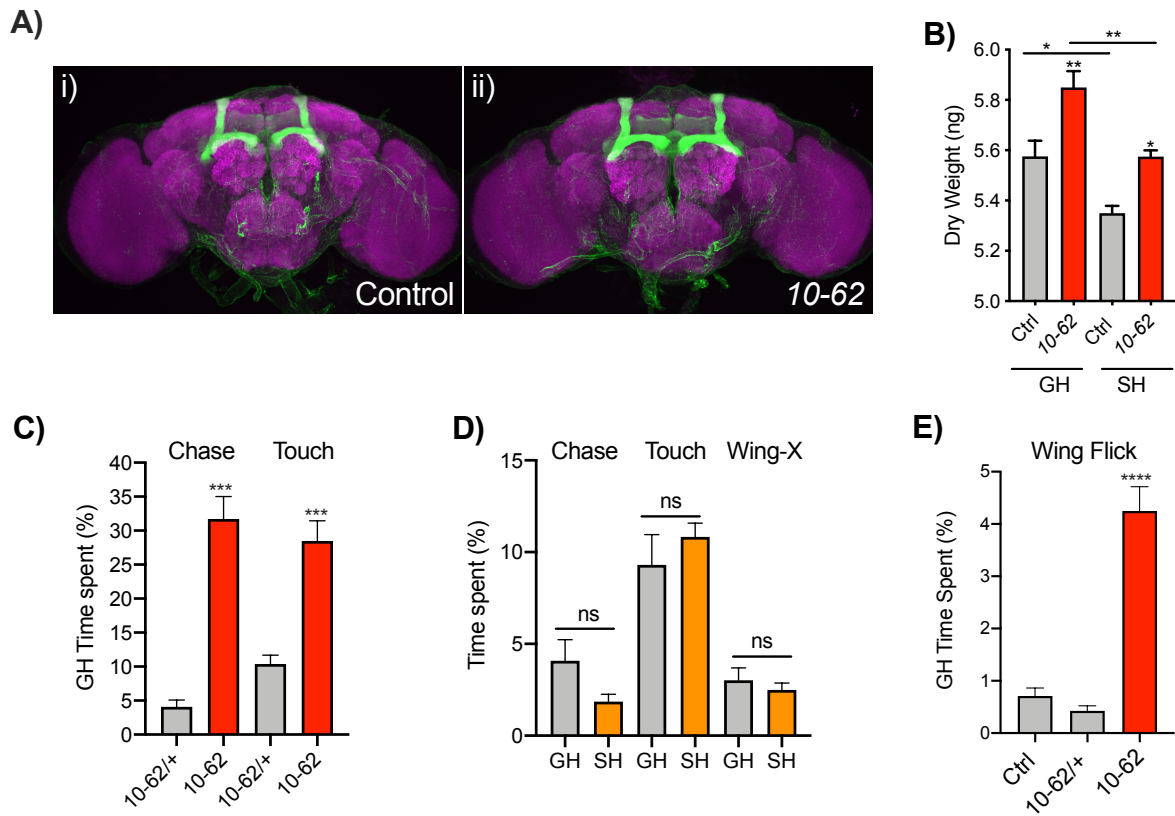 A)
i)
Control
ii)
10-62
B)
Dry Weight (ng)
6.0
5.8
5.6
5.4
5.2
5.0
*
**
**
*
Ctrl
10-62
Ctrl
10-62
GH
SH
C)
Chase
Touch
GH Time spent (%)
40
35
30
25
20
15
10
5
0
***
***
10-62/+
10-62
10-62/+
10-62
D)
Chase
Touch
Wing-X
Time spent (%)
15
10
5
0
ns
ns
ns
GH
SH
GH
SH
GH
SH
E)
Wing Flick
GH Time Spent (%)
5
4
3
2
1
0
****
Ctrl
10-62/+
10-62